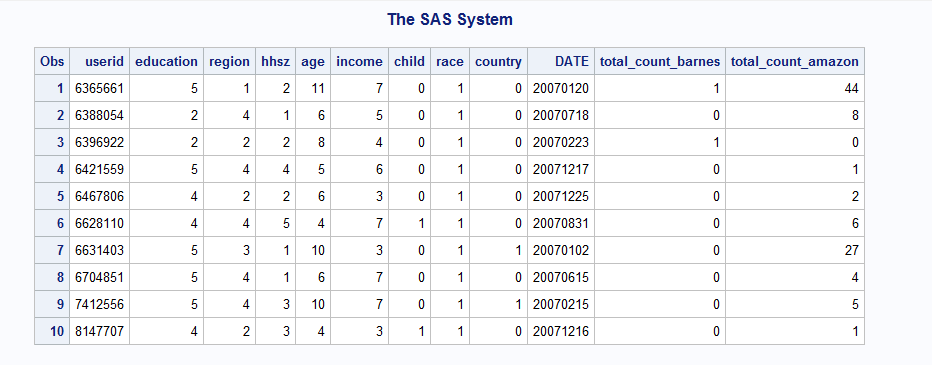 The SAS System
Obs userid education region hhsz age income child race country DATE total_count_barnes total_count_amazon
1 6365661 5 1 2 11 7 0 1 0 20070120 1 44
2 6388054 2 4 1 6 5 0 1 0 20070718 0 8
3 6396922 2 2 2 8 4 0 1 0 20070223 1 0
4 6421559 5 4 4 5 6 0 1 0 20071217 0 1
5 6467806 4 2 2 6 3 0 1 0 20071225 0 2
6 6628110 4 4 5 4 7 1 1 0 20070831 0 6
7 6631403 5 3 1 10 3 0 1 1 20070102 0 27
8 6704851 5 4 1 6 7 0 1 0 20070615 0 4
9 7412556 5 4 3 10 7 0 1 1 20070215 0 5
10 8147707 4 2 3 4 3 1 1 0 20071216 0 1